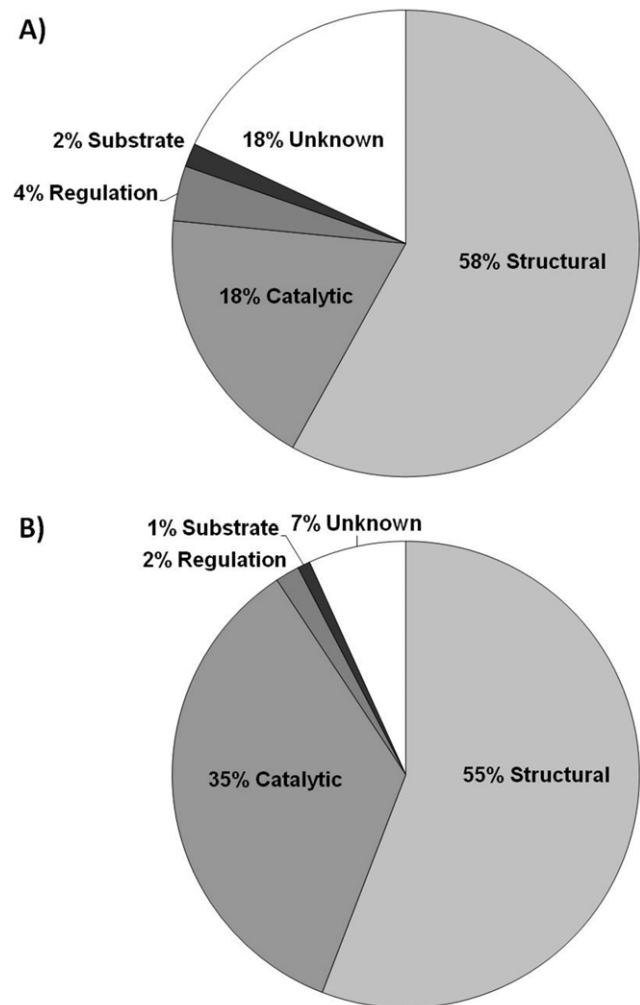 A)
2% Substrate
18% Unknown
4% Regulation
58% Structural
18% Catalytic
B)
1% Substrate
7% Unknown
2% Regulation
35% Catalytic
55% Structural